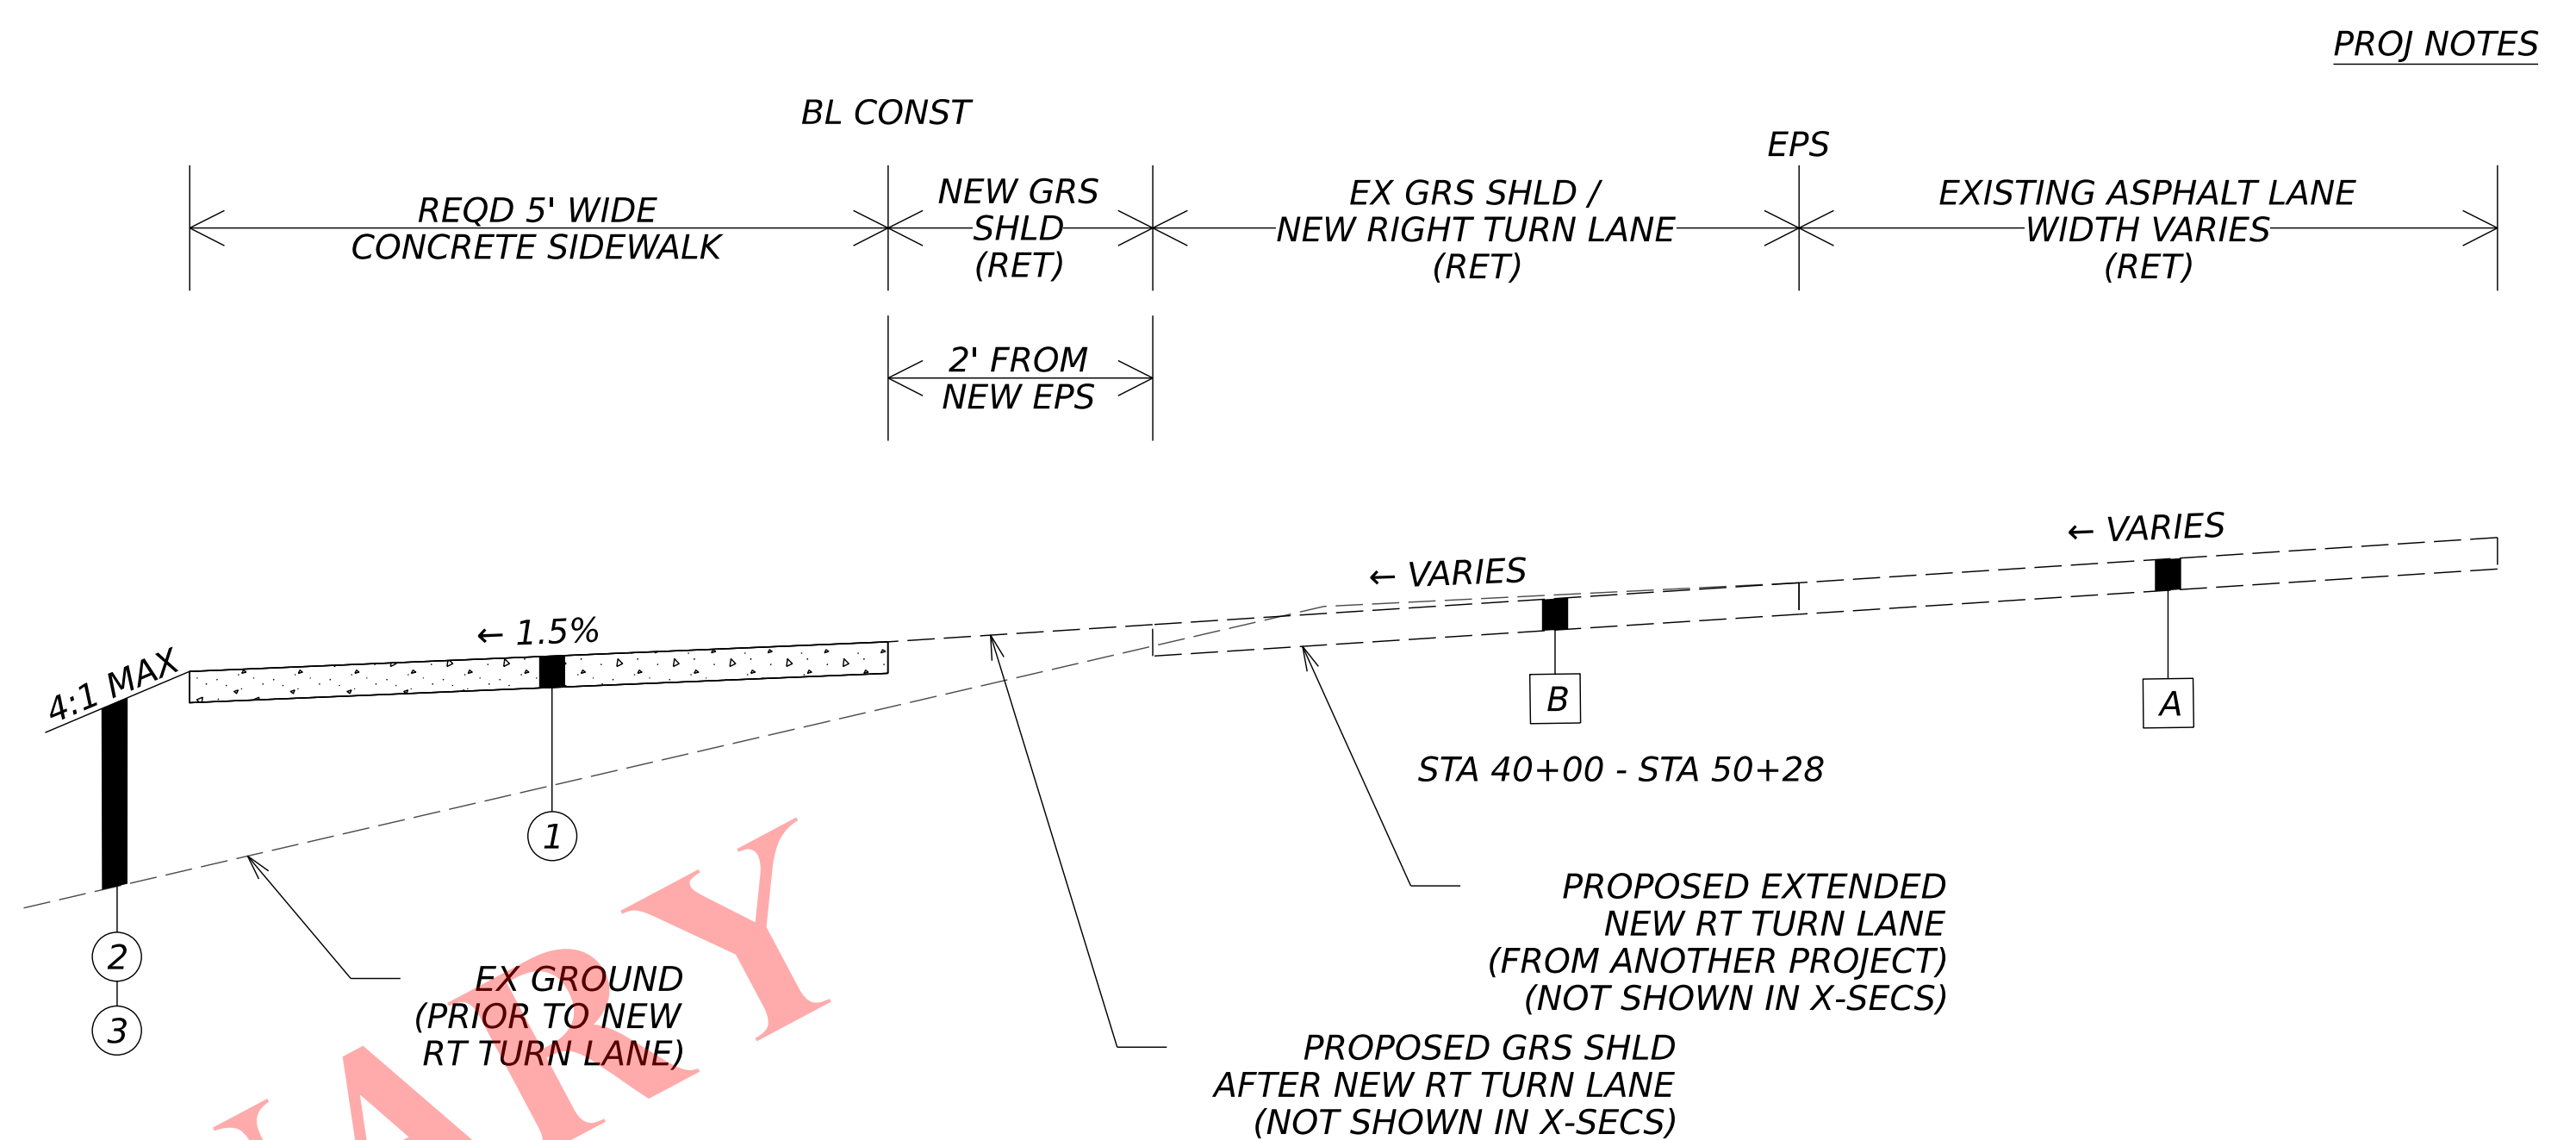 PROJ NOTES
BL CONST
EPS
REQD 5' WIDE
CONCRETE SIDEWALK
NEW GRS
SHLD
(RET)
EX GRS SHLD /
NEW RIGHT TURN LANE
(RET)
EXISTING ASPHALT LANE
WIDTH VARIES
(RET)
2' FROM
NEW EPS
← VARIES
← VARIES
← 1.5%
4:1 MAX
B
A
STA 40+00 - STA 50+28
1
2
3
EX GROUND
(PRIOR TO NEW
RT TURN LANE)
PROPOSED EXTENDED
NEW RT TURN LANE
(FROM ANOTHER PROJECT)
(NOT SHOWN IN X-SECS)
PROPOSED GRS SHLD
AFTER NEW RT TURN LANE
(NOT SHOWN IN X-SECS)